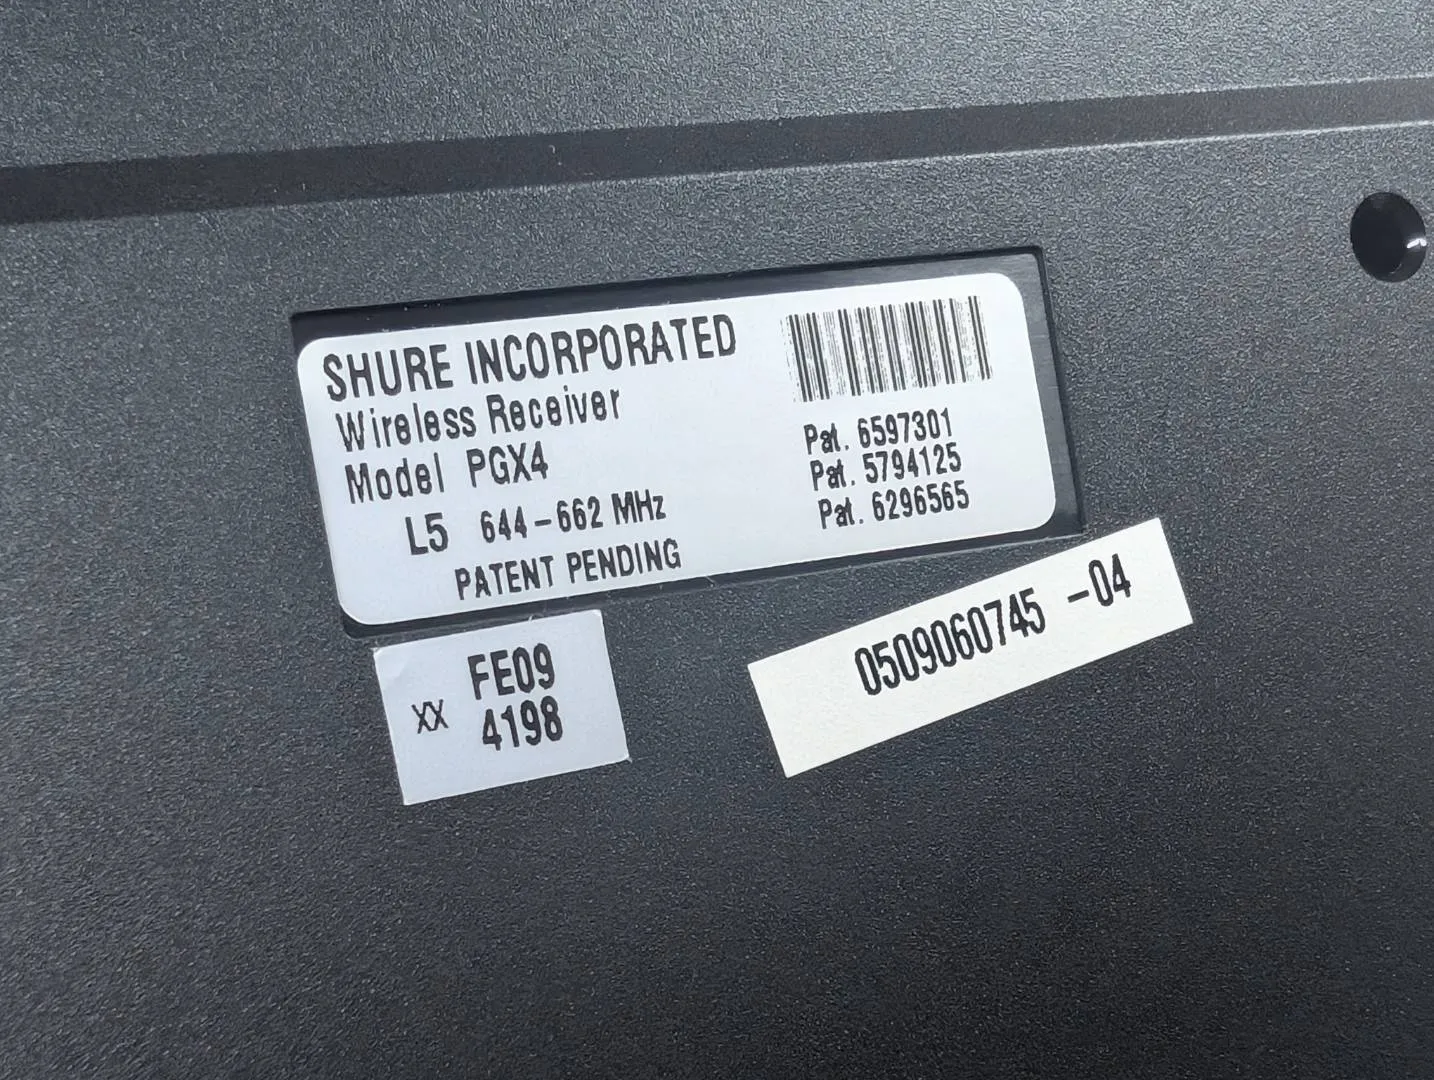 SHURE INCORPORATED
Wireless Receiver
Model PGX4
L5 644-662 MHz
PATENT PENDING
Pat. 6597301
Pat. 5794125
Pat. 6296565
XX FE09
4198
0509060745 -04